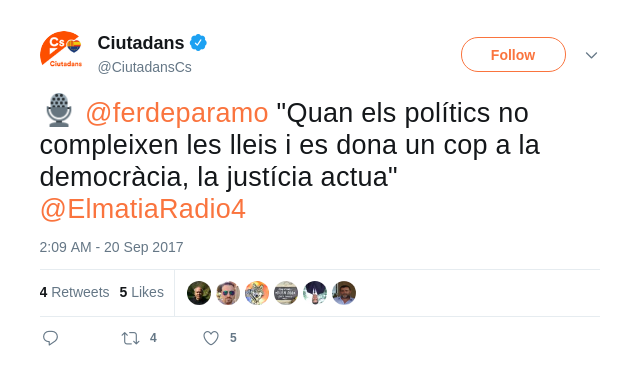 Cs
Ciutadans
Ciutadans
@CiutadansCs
Follow
@ferdeparamo "Quan els polítics no
compleixen les lleis i es dona un cop a la
democràcia, la justícia actua"
@ElmatiaRadio4
2:09 AM - 20 Sep 2017
4 Retweets 5 Likes
4 5